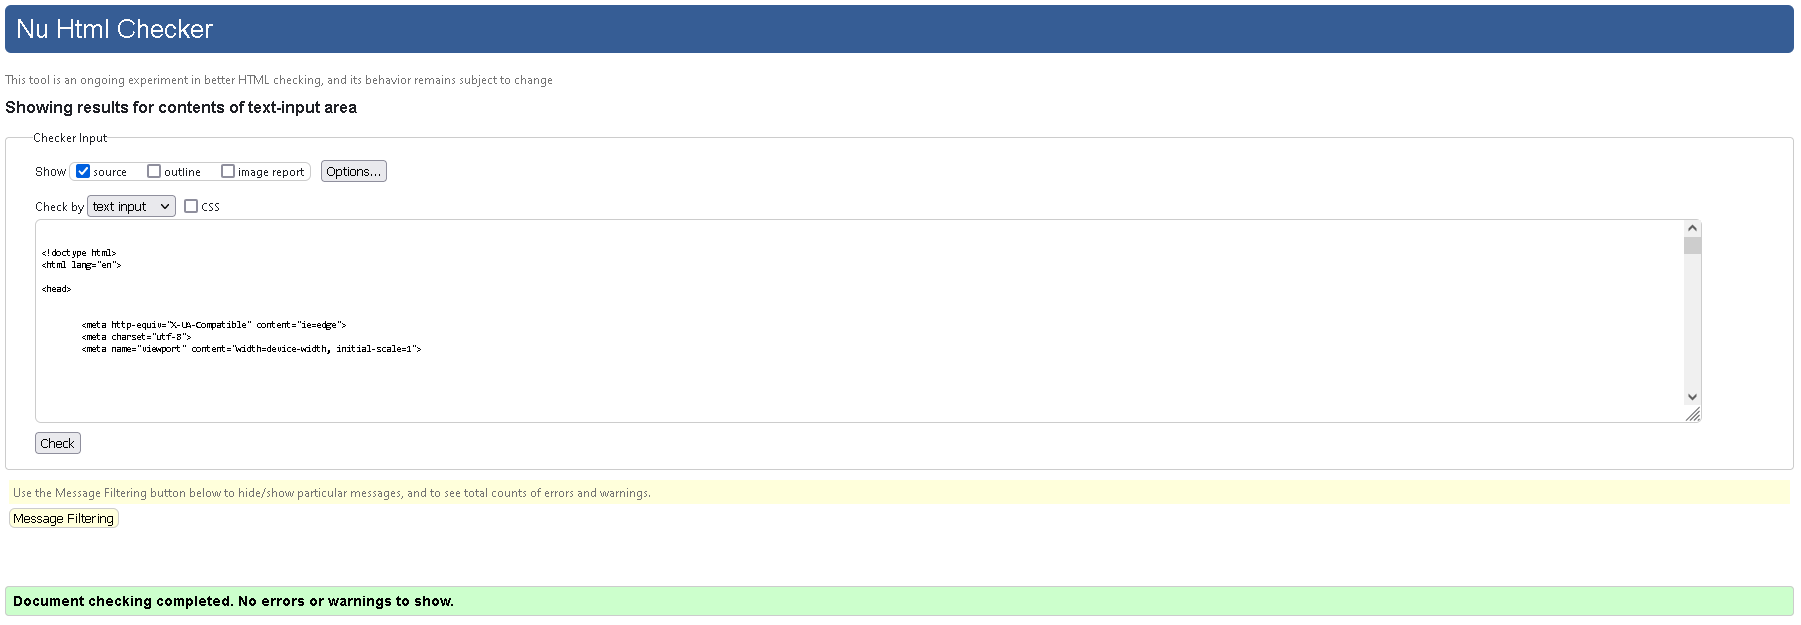 Nu Html Checker
This tool is an ongoing experiment in better HTML checking, and its behavior remains subject to change
Showing results for contents of text-input area
Checker Input
Show source outline image report Options...
Check by text input CSS
<!doctype html>
<html lang="en">
<head>
<meta http-equiv="X-UA-Compatible" content="ie=edge">
<meta charset="utf-8">
<meta name="viewport" content="width=device-width, initial-scale=1">
Check
Use the Message Filtering button below to hide/show particular messages, and to see total counts of errors and warnings.
Message Filtering
Document checking completed. No errors or warnings to show.